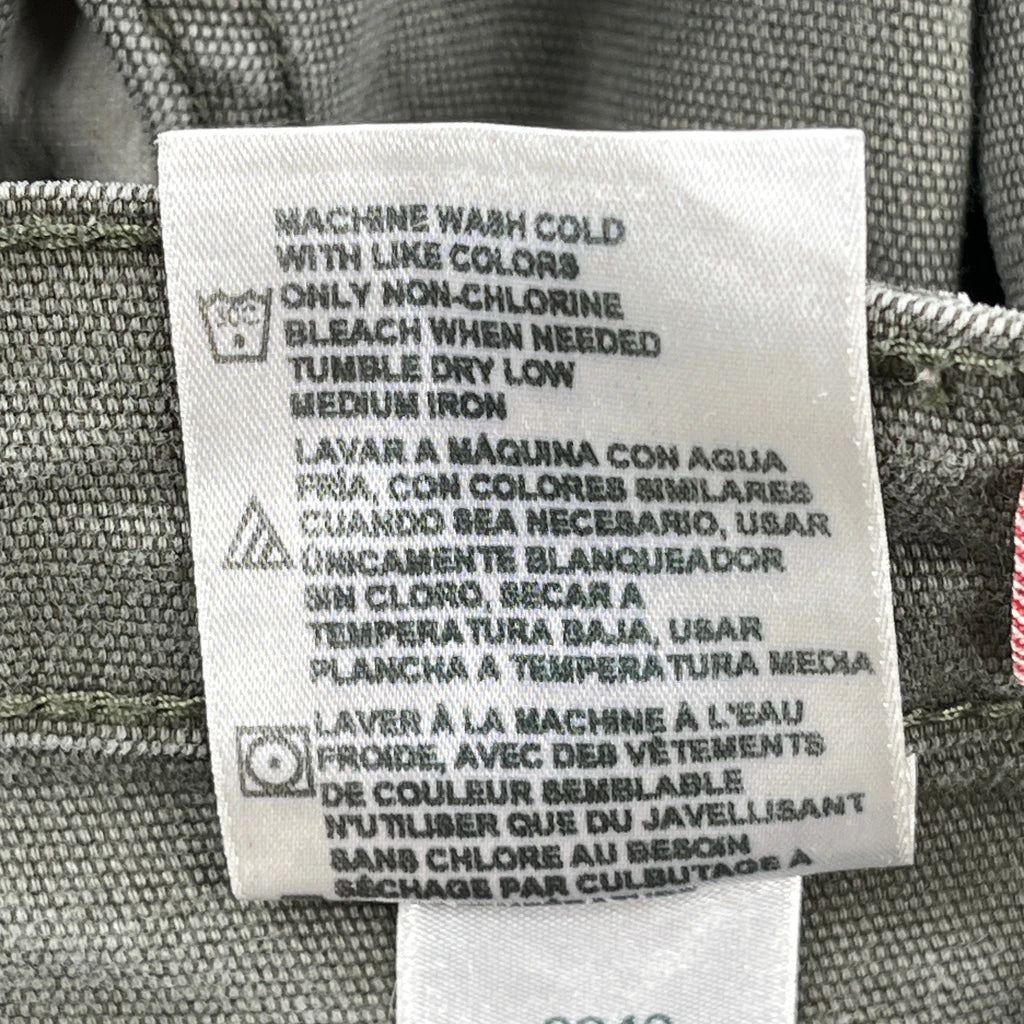 MACHINE WASH COLD
WITH LIKE COLORS
ONLY NON-CHLORINE
BLEACH WHEN NEEDED
TUMBLE DRY LOW
MEDIUM IRON
30C
LAVAR A MÁQUINA CON AGUA
FRIA, CON COLORES SIMILARES
CUANDO SEA NECESARIO, USAR
ÚNICAMENTE BLANQUEADOR
SIN CLORO, SECAR A
TEMPERATURA BAJA, USAR
PLANCHA A TEMPERATURA MEDIA
LAVER À LA MACHINE À L'EAU
FROIDE, AVEC DES VÊTEMENTS
DE COULEUR SEMBLABLE
N'UTILISER QUE DU JAVELLISANT
SANS CHLORE AU BESOIN
SÉCHAGE PAR CULBUTAGE A